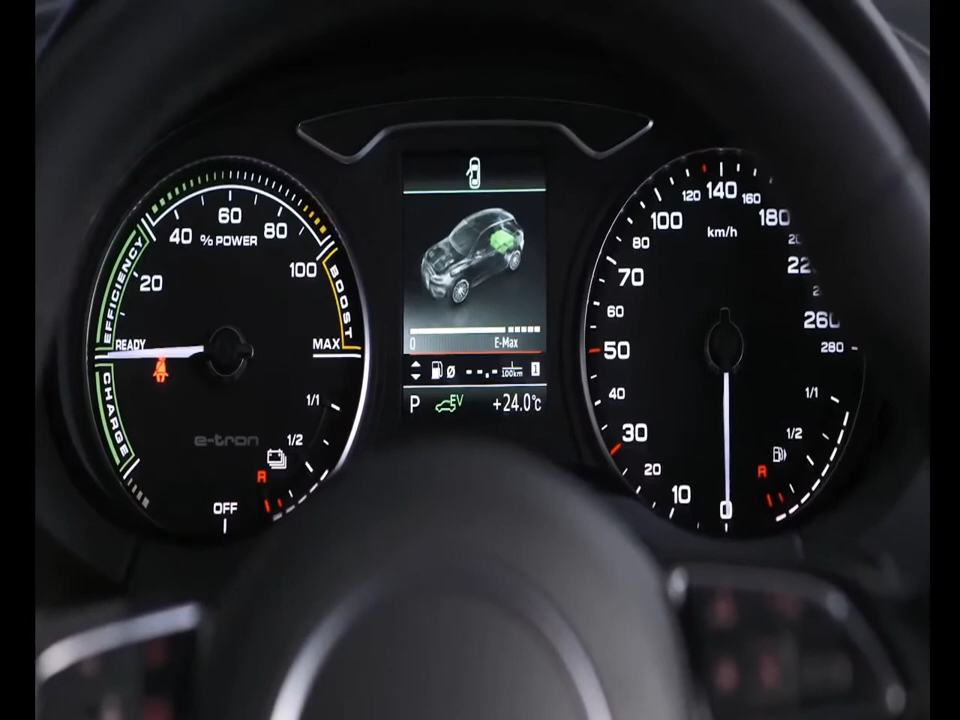 60
40
80
% POWER
20
100
EFFICIENCY
BOOST
READY
MAX
CHARGE
1/1
e-tron
1/2
R
OFF
0
E-Max
Ø --.- l/100km 1
P
EV
+24.0°C
120
140
160
100
180
80
km/h
70
60
260
50
280
40
1/1
30
1/2
20
R
10
0